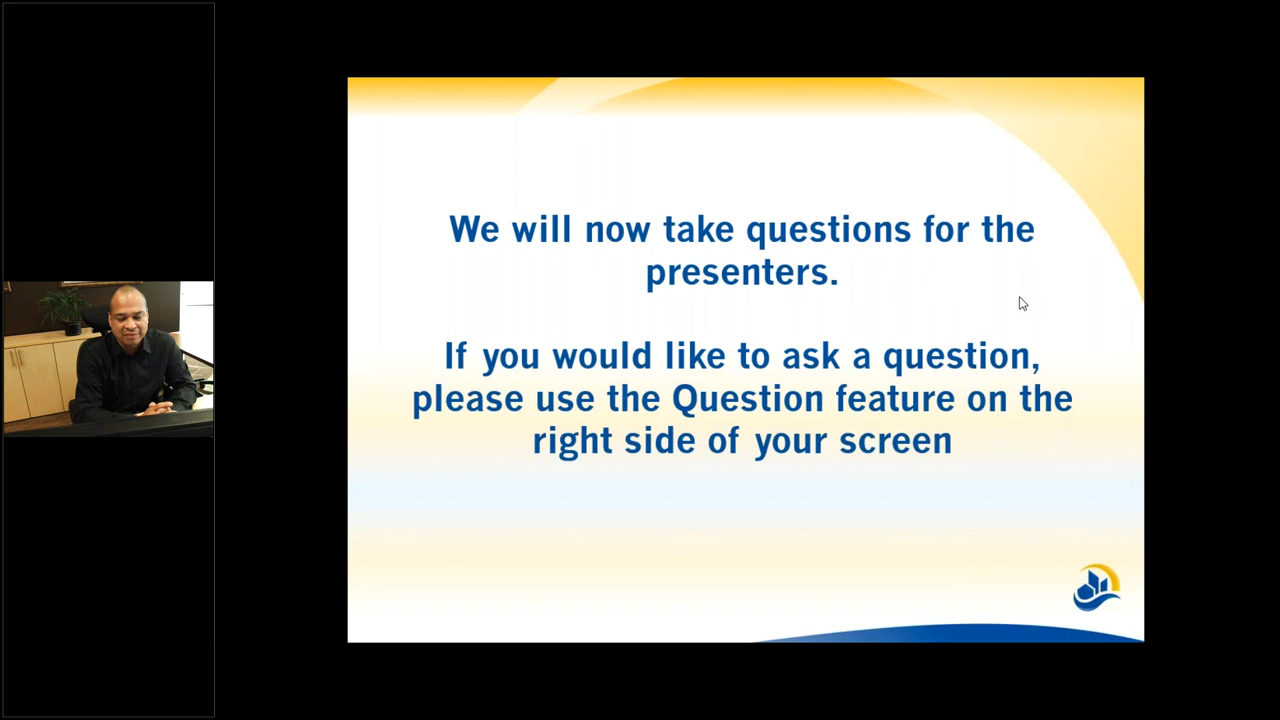 We will now take questions for the
presenters.
If you would like to ask a question,
please use the Question feature on the
right side of your screen